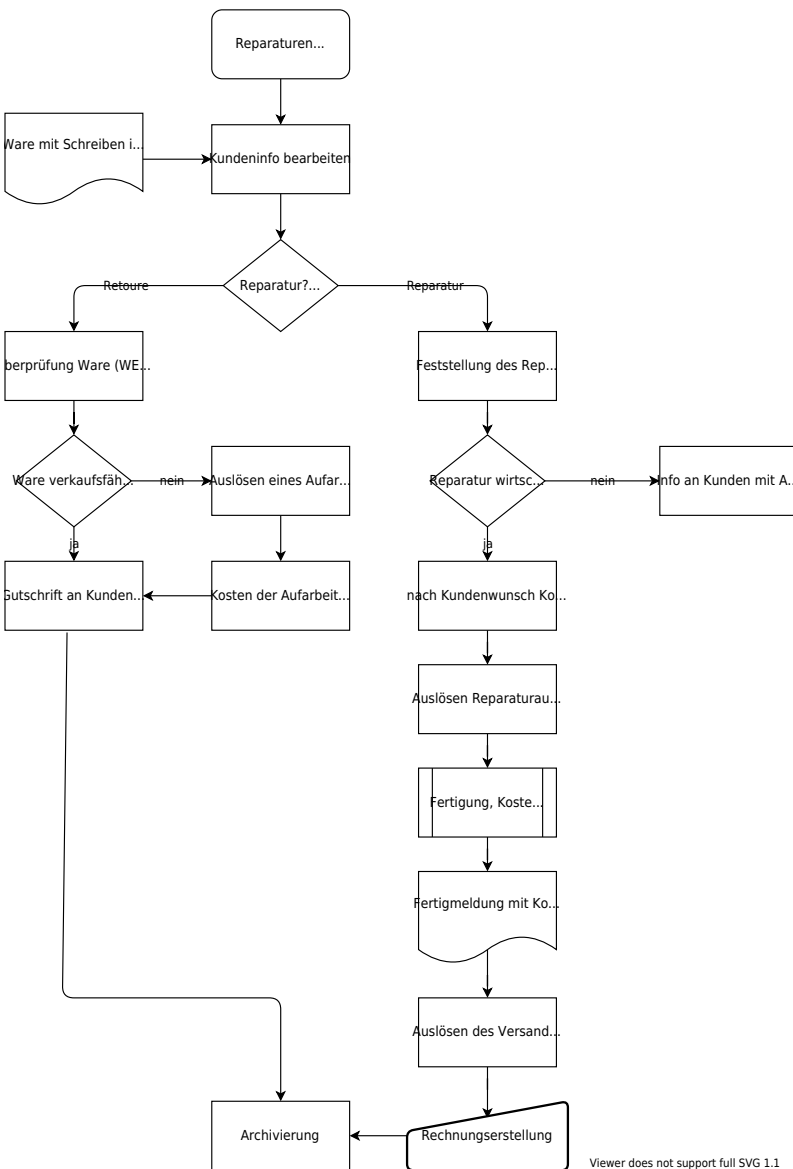 Reparaturen...
Ware mit Schreiben i...
Kundeninfo bearbeiten
Retoure
Reparatur?...
Reparatur
berprüfung Ware (WE...
Feststellung des Rep...
Ware verkaufsfäh...
nein
Auslösen eines Aufar...
Reparatur wirtsc...
nein
Info an Kunden mit A...
ja
ja
Gutschrift an Kunden...
Kosten der Aufarbeit...
nach Kundenwunsch Ko...
Auslösen Reparaturau...
Fertigung, Koste...
Fertigmeldung mit Ko...
Auslösen des Versand...
Archivierung
Rechnungserstellung
Viewer does not support full SVG 1.1